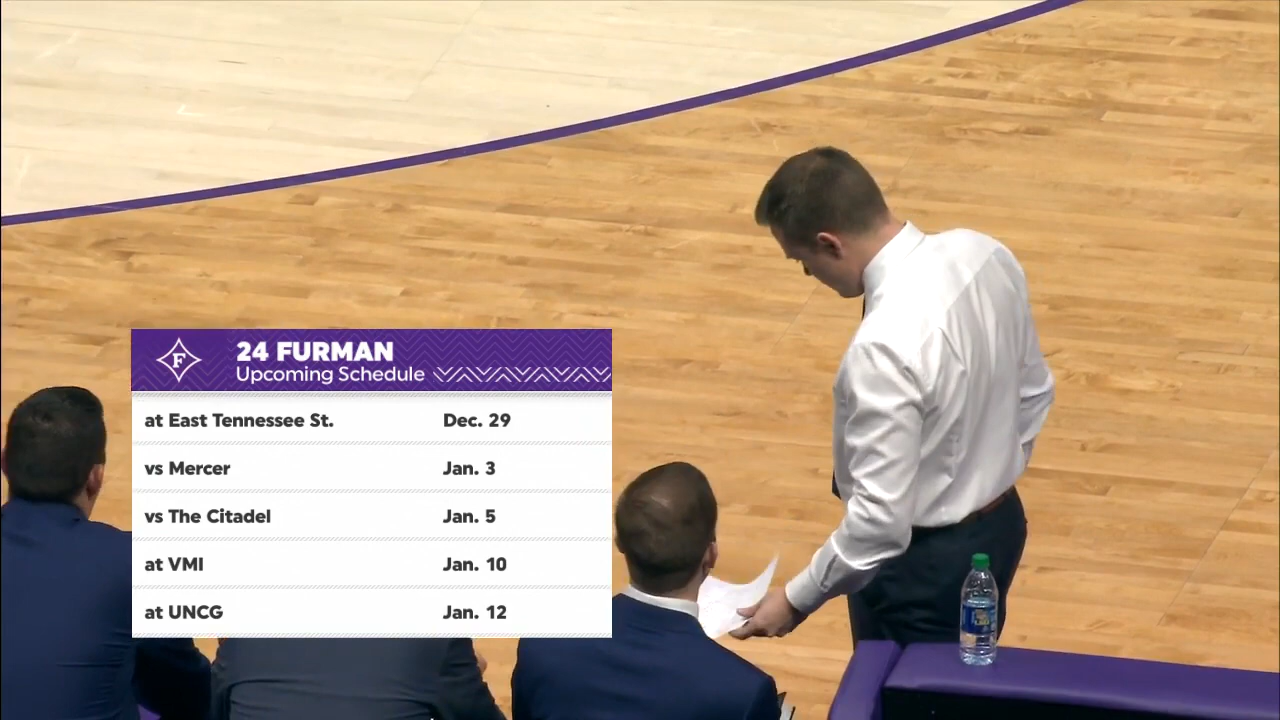 F
24 FURMAN
Upcoming Schedule
at East Tennessee St. Dec. 29
vs Mercer Jan. 3
vs The Citadel Jan. 5
at VMI Jan. 10
at UNCG Jan. 12